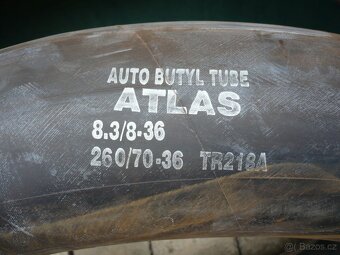 AUTO BUTYL TUBE
ATLAS
8.3/8-36
260/70-36 TR218A
Bazos.cz